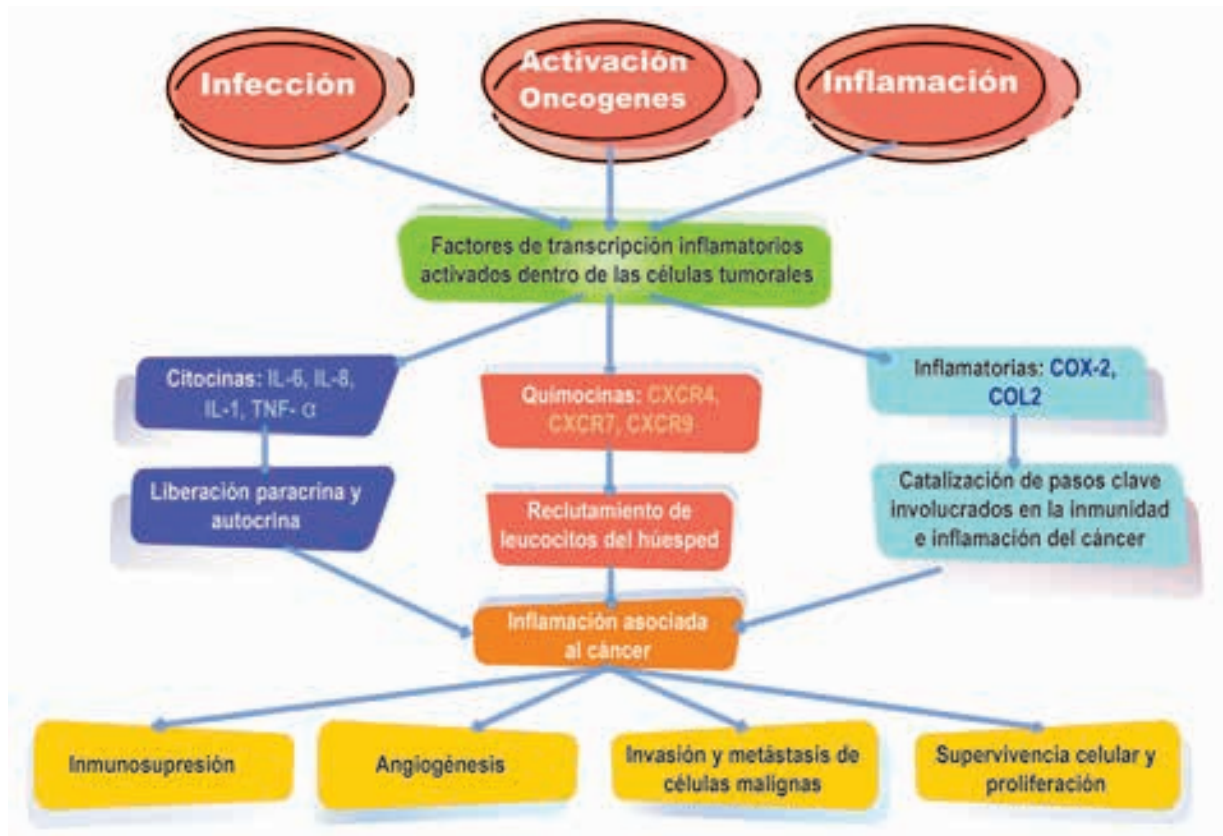 Infección
Activación
Oncogenes
Inflamación
Factores de transcripción inflamatorios
activados dentro de las células tumorales
Citocinas: IL-6, IL-8,
IL-1, TNF- α
Quimocinas: CXCR4,
CXCR7, CXCR9
Inflamatorias: COX-2,
COL2
Liberación paracrina y
autocrina
Reclutamiento de
leucocitos del húesped
Catalización de pasos clave
involucrados en la inmunidad
e inflamación del cáncer
Inflamación asociada
al cáncer
Inmunosupresión
Angiogénesis
Invasión y metástasis de
células malignas
Supervivencia celular y
proliferación